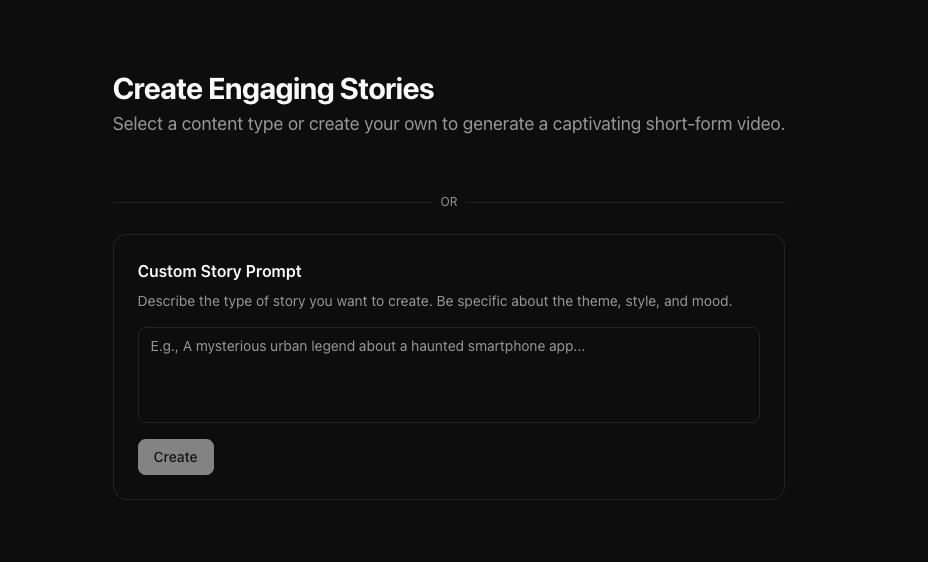 Create Engaging Stories
Select a content type or create your own to generate a captivating short-form video.
OR
Custom Story Prompt
Describe the type of story you want to create. Be specific about the theme, style, and mood.
E.g., A mysterious urban legend about a haunted smartphone app...
Create